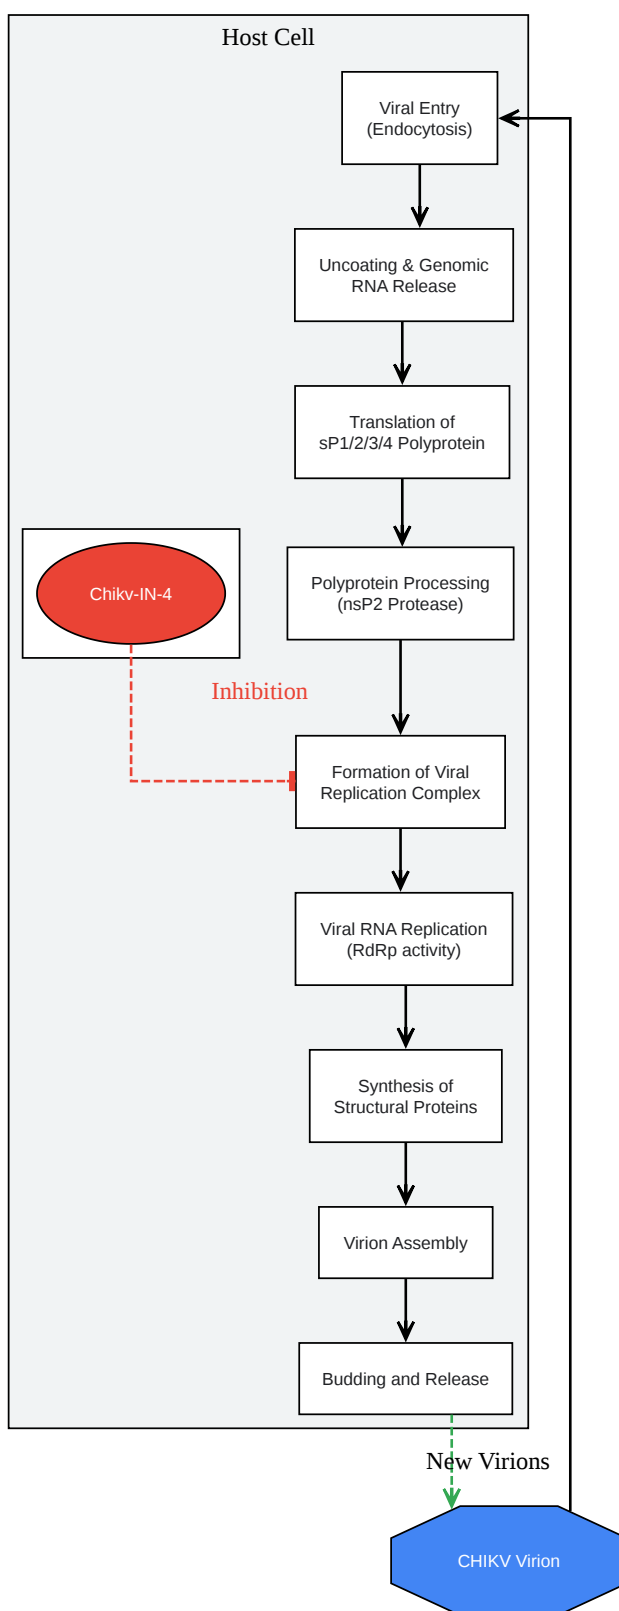 Host Cell
Viral Entry
(Endocytosis)
Uncoating & Genomic
RNA Release
Translation of
sP1/2/3/4 Polyprotein
Polyprotein Processing
(nsP2 Protease)
Chikv-IN-4
Inhibition
Formation of Viral
Replication Complex
Viral RNA Replication
(RdRp activity)
Synthesis of
Structural Proteins
Virion Assembly
Budding and Release
New Virions
CHIKV Virion